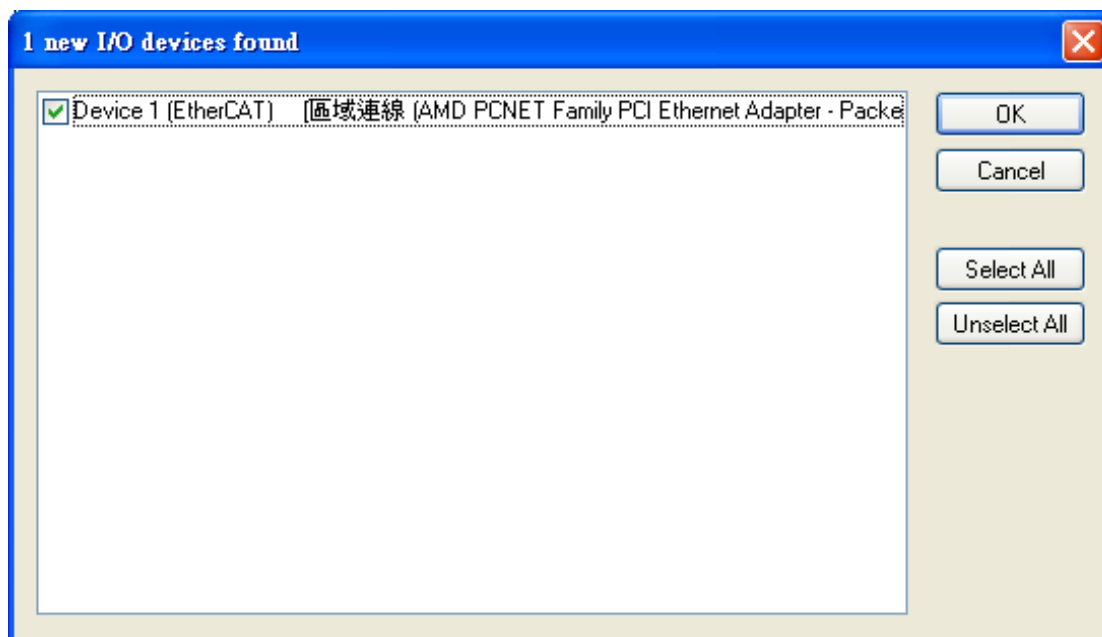 1 new I/O devices found
Device 1 (EtherCAT) [區域連線 (AMD PCNET Family PCI Ethernet Adapter - Packe
OK
Cancel
Select All
Unselect All